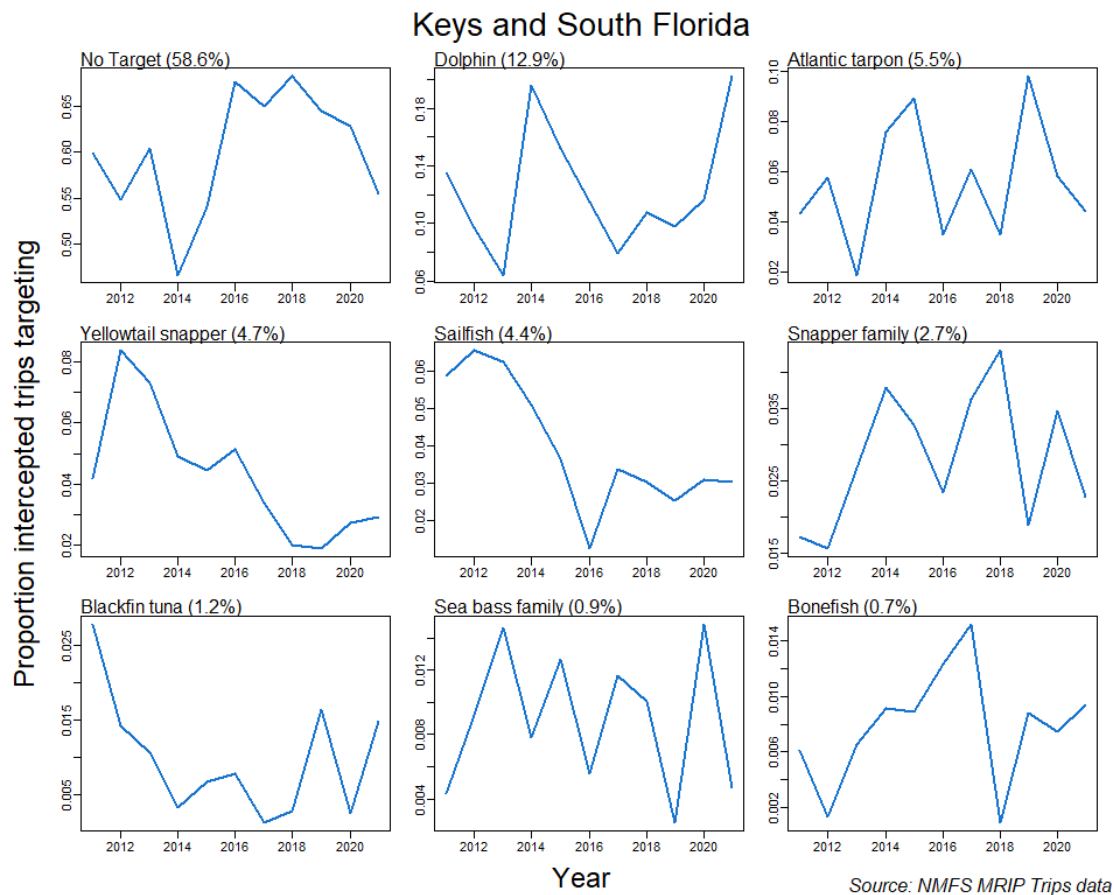 Keys and South Florida
Proportion intercepted trips targeting
No Target (58.6%)
0.65
0.60
0.55
0.50
2012 2014 2016 2018 2020
Dolphin (12.9%)
0.18
0.14
0.10
0.06
2012 2014 2016 2018 2020
Atlantic tarpon (5.5%)
0.10
0.08
0.06
0.04
0.02
2012 2014 2016 2018 2020
Yellowtail snapper (4.7%)
0.08
0.06
0.04
0.02
2012 2014 2016 2018 2020
Sailfish (4.4%)
0.06
0.05
0.04
0.03
0.02
2012 2014 2016 2018 2020
Snapper family (2.7%)
0.035
0.025
0.015
2012 2014 2016 2018 2020
Blackfin tuna (1.2%)
0.025
0.015
0.005
2012 2014 2016 2018 2020
Sea bass family (0.9%)
0.012
0.008
0.004
2012 2014 2016 2018 2020
Bonefish (0.7%)
0.014
0.010
0.006
0.002
2012 2014 2016 2018 2020
Year
Source: NMFS MRIP Trips data